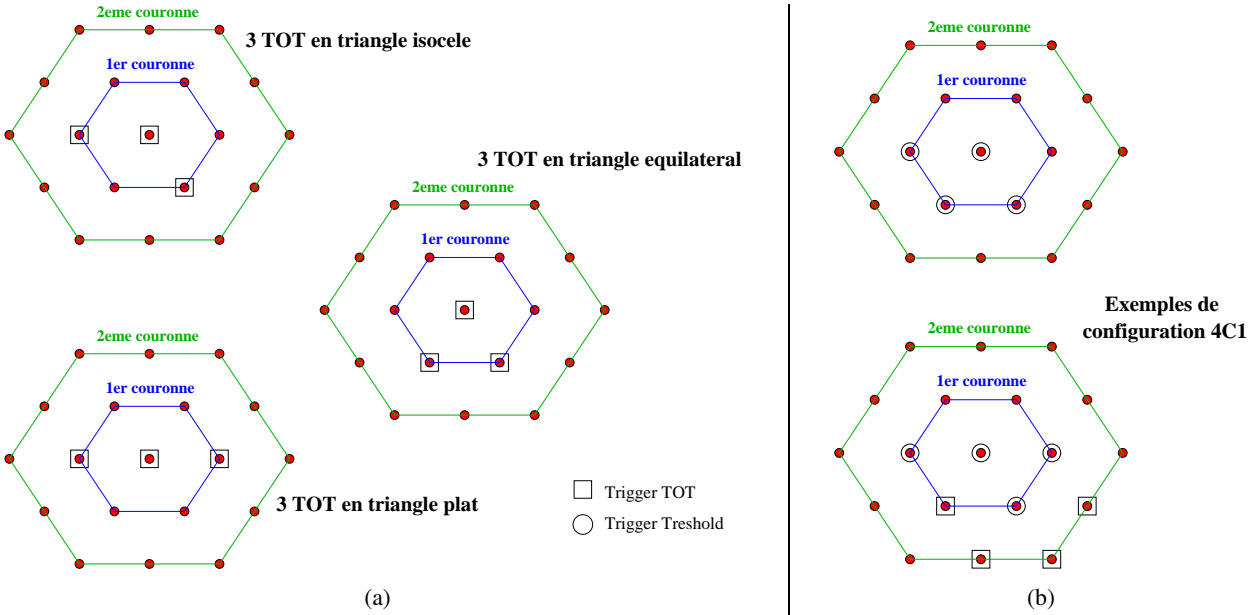 2eme couronne
3 TOT en triangle isocele
1er couronne
3 TOT en triangle equilateral
2eme couronne
1er couronne
2eme couronne
1er couronne
3 TOT en triangle plat
Trigger TOT
Trigger Treshold
(a)
2eme couronne
1er couronne
Exemples de
configuration 4C1
2eme couronne
1er couronne
(b)